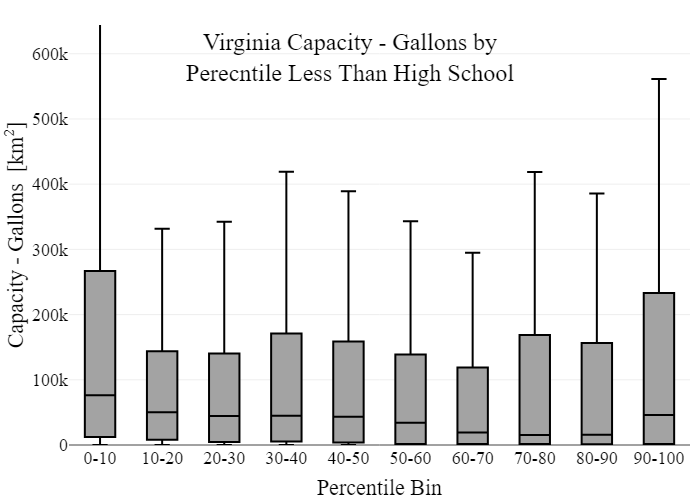 Virginia Capacity - Gallons by
Perecntile Less Than High School
Capacity - Gallons [km²]
600k
500k
400k
300k
200k
100k
0
0-10 10-20 20-30 30-40 40-50 50-60 60-70 70-80 80-90 90-100
Percentile Bin